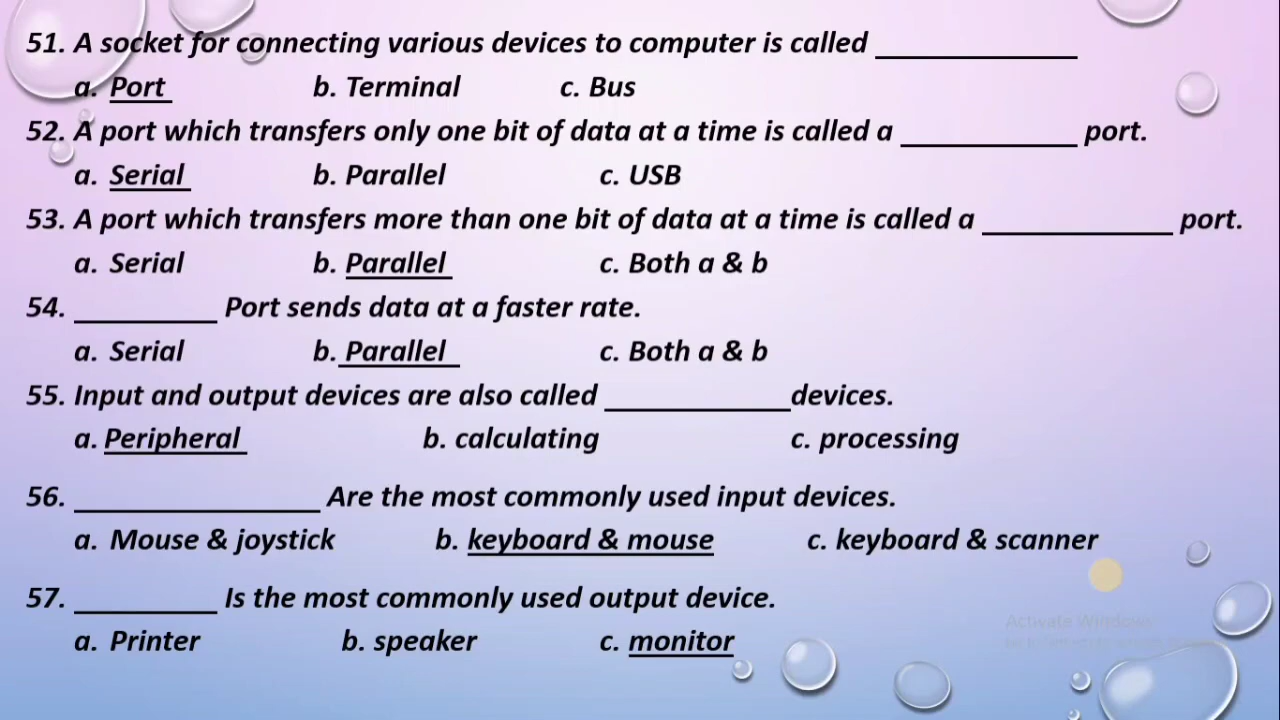 51. A socket for connecting various devices to computer is called ______________
a. Port b. Terminal c. Bus
52. A port which transfers only one bit of data at a time is called a ____________ port.
a. Serial b. Parallel c. USB
53. A port which transfers more than one bit of data at a time is called a _____________ port.
a. Serial b. Parallel c. Both a & b
54. __________ Port sends data at a faster rate.
a. Serial b. Parallel c. Both a & b
55. Input and output devices are also called _____________devices.
a. Peripheral b. calculating c. processing
56. _________________ Are the most commonly used input devices.
a. Mouse & joystick b. keyboard & mouse c. keyboard & scanner
57. __________ Is the most commonly used output device.
a. Printer b. speaker c. monitor
Activate Windows